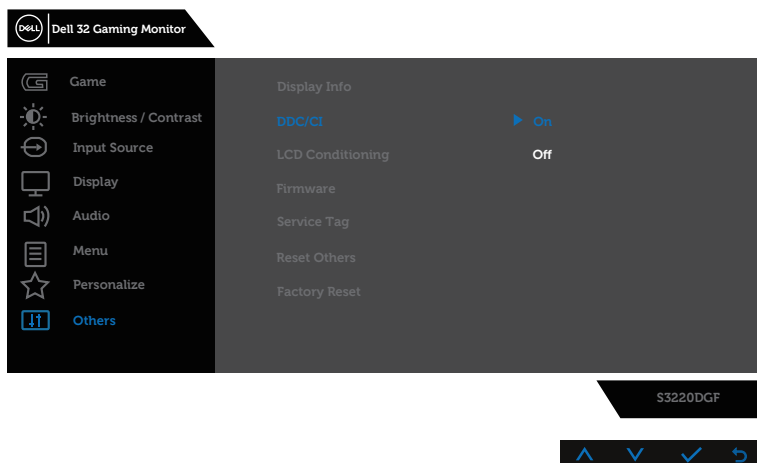 DELL
Dell 32 Gaming Monitor
Game
Brightness / Contrast
Input Source
Display
Audio
Menu
Personalize
Others
Display Info
DDC/CI
On
LCD Conditioning
Off
Firmware
Service Tag
Reset Others
Factory Reset
S3220DGF